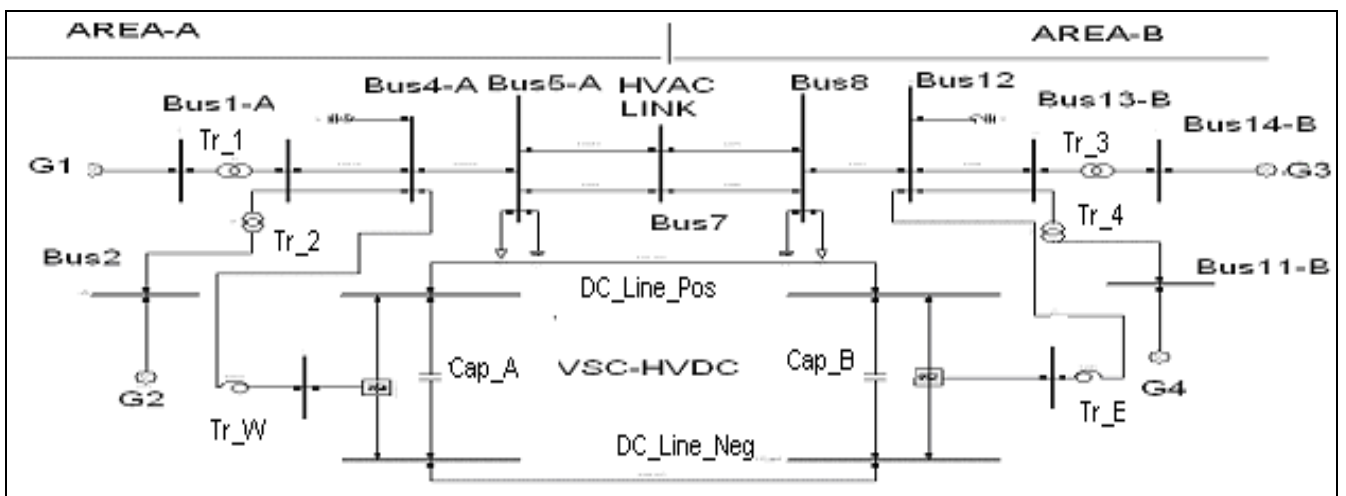 AREA-A
AREA-B
Bus4-A
Bus5-A
HVAC
LINK
Bus8
Bus12
Bus1-A
Bus13-B
Bus14-B
Tr_1
Tr_3
G1
G3
Tr_2
Bus7
Tr_4
Bus2
Bus11-B
DC_Line_Pos
Cap_A
VSC-HVDC
Cap_B
G2
G4
Tr_W
Tr_E
DC_Line_Neg